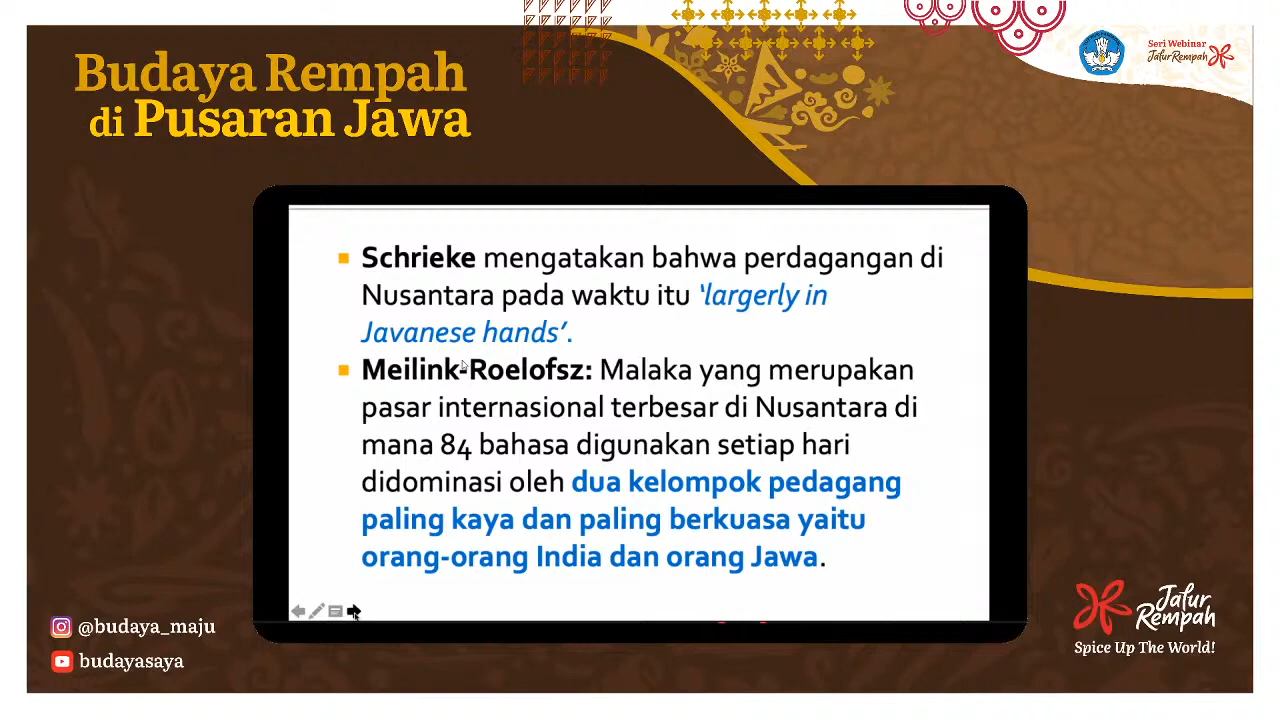 Budaya Rempah
di Pusaran Jawa
Seri Webinar
Jalur Rempah
Schrieke mengatakan bahwa perdagangan di
Nusantara pada waktu itu ‘largerly in
Javanese hands’.
Meilink-Roelofsz: Malaka yang merupakan
pasar internasional terbesar di Nusantara di
mana 84 bahasa digunakan setiap hari
didominasi oleh dua kelompok pedagang
paling kaya dan paling berkuasa yaitu
orang-orang India dan orang Jawa.
@budaya_maju
budayasaya
Jalur
Rempah
Spice Up The World!